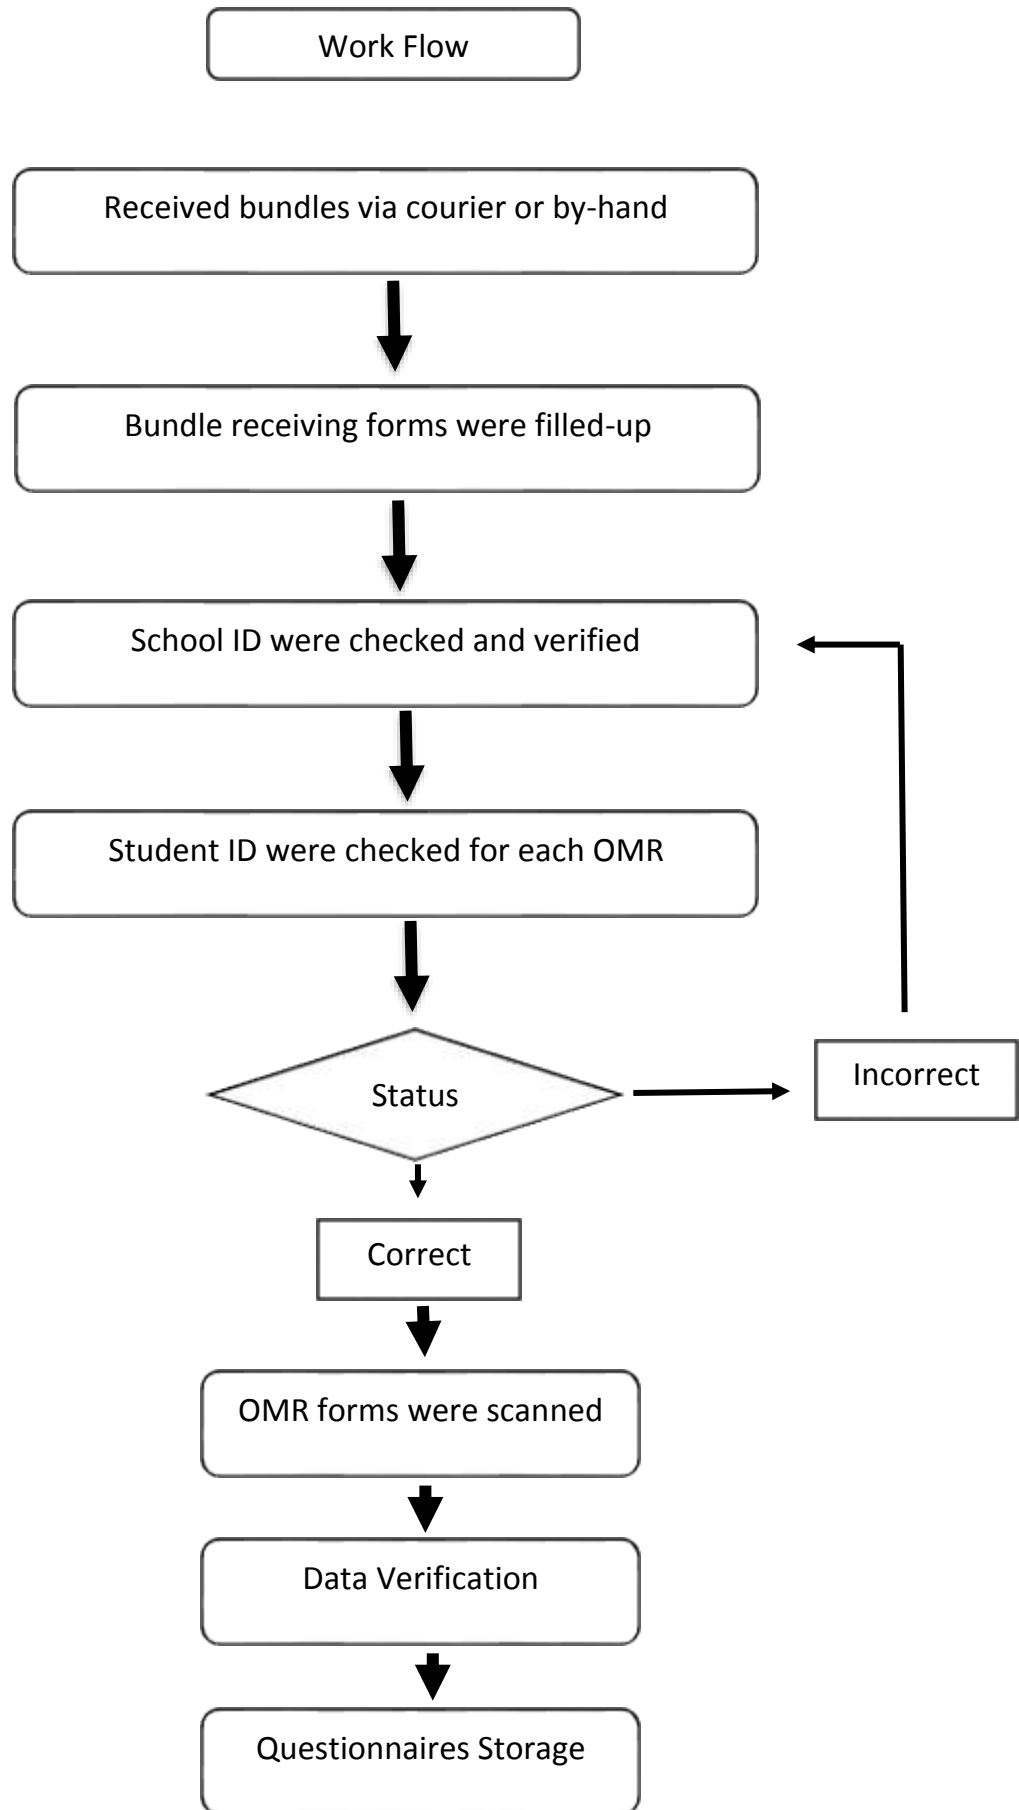 Work Flow
Received bundles via courier or by-hand
Bundle receiving forms were filled-up
School ID were checked and verified
Student ID were checked for each OMR
Status
Incorrect
Correct
OMR forms were scanned
Data Verification
Questionnaires Storage